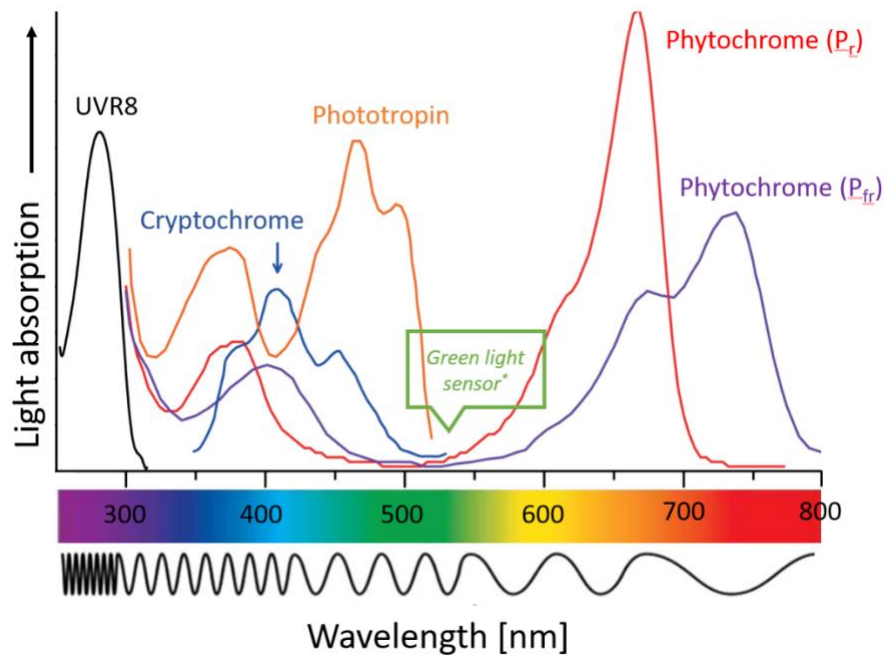 Phytochrome (Pr)
UVR8
Phototropin
Phytochrome (Pfr)
Cryptochrome
Green light
sensor*
Light absorption
300 400 500 600 700 800
Wavelength [nm]